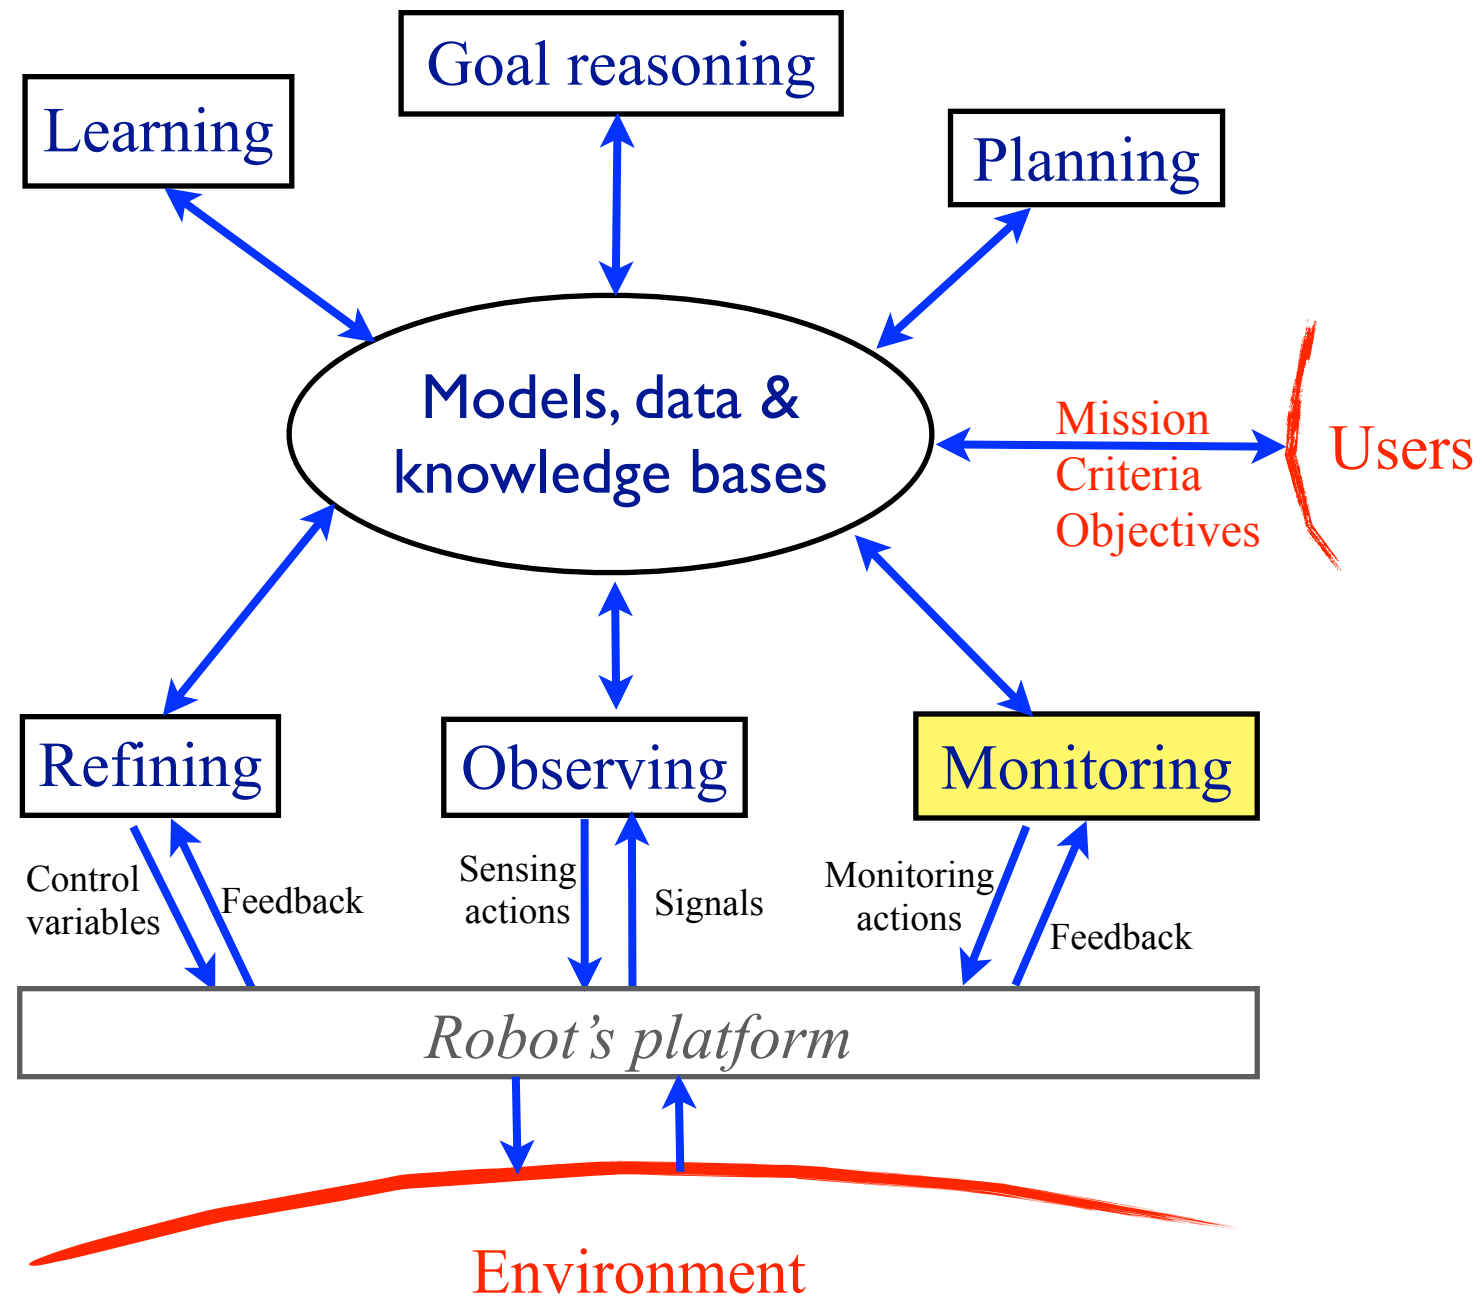 Goal reasoning
Learning
Planning
Models, data &
knowledge bases
Mission
Criteria
Objectives
Users
Refining
Observing
Monitoring
Control
variables
Feedback
Sensing
actions
Signals
Monitoring
actions
Feedback
Robot’s platform
Environment